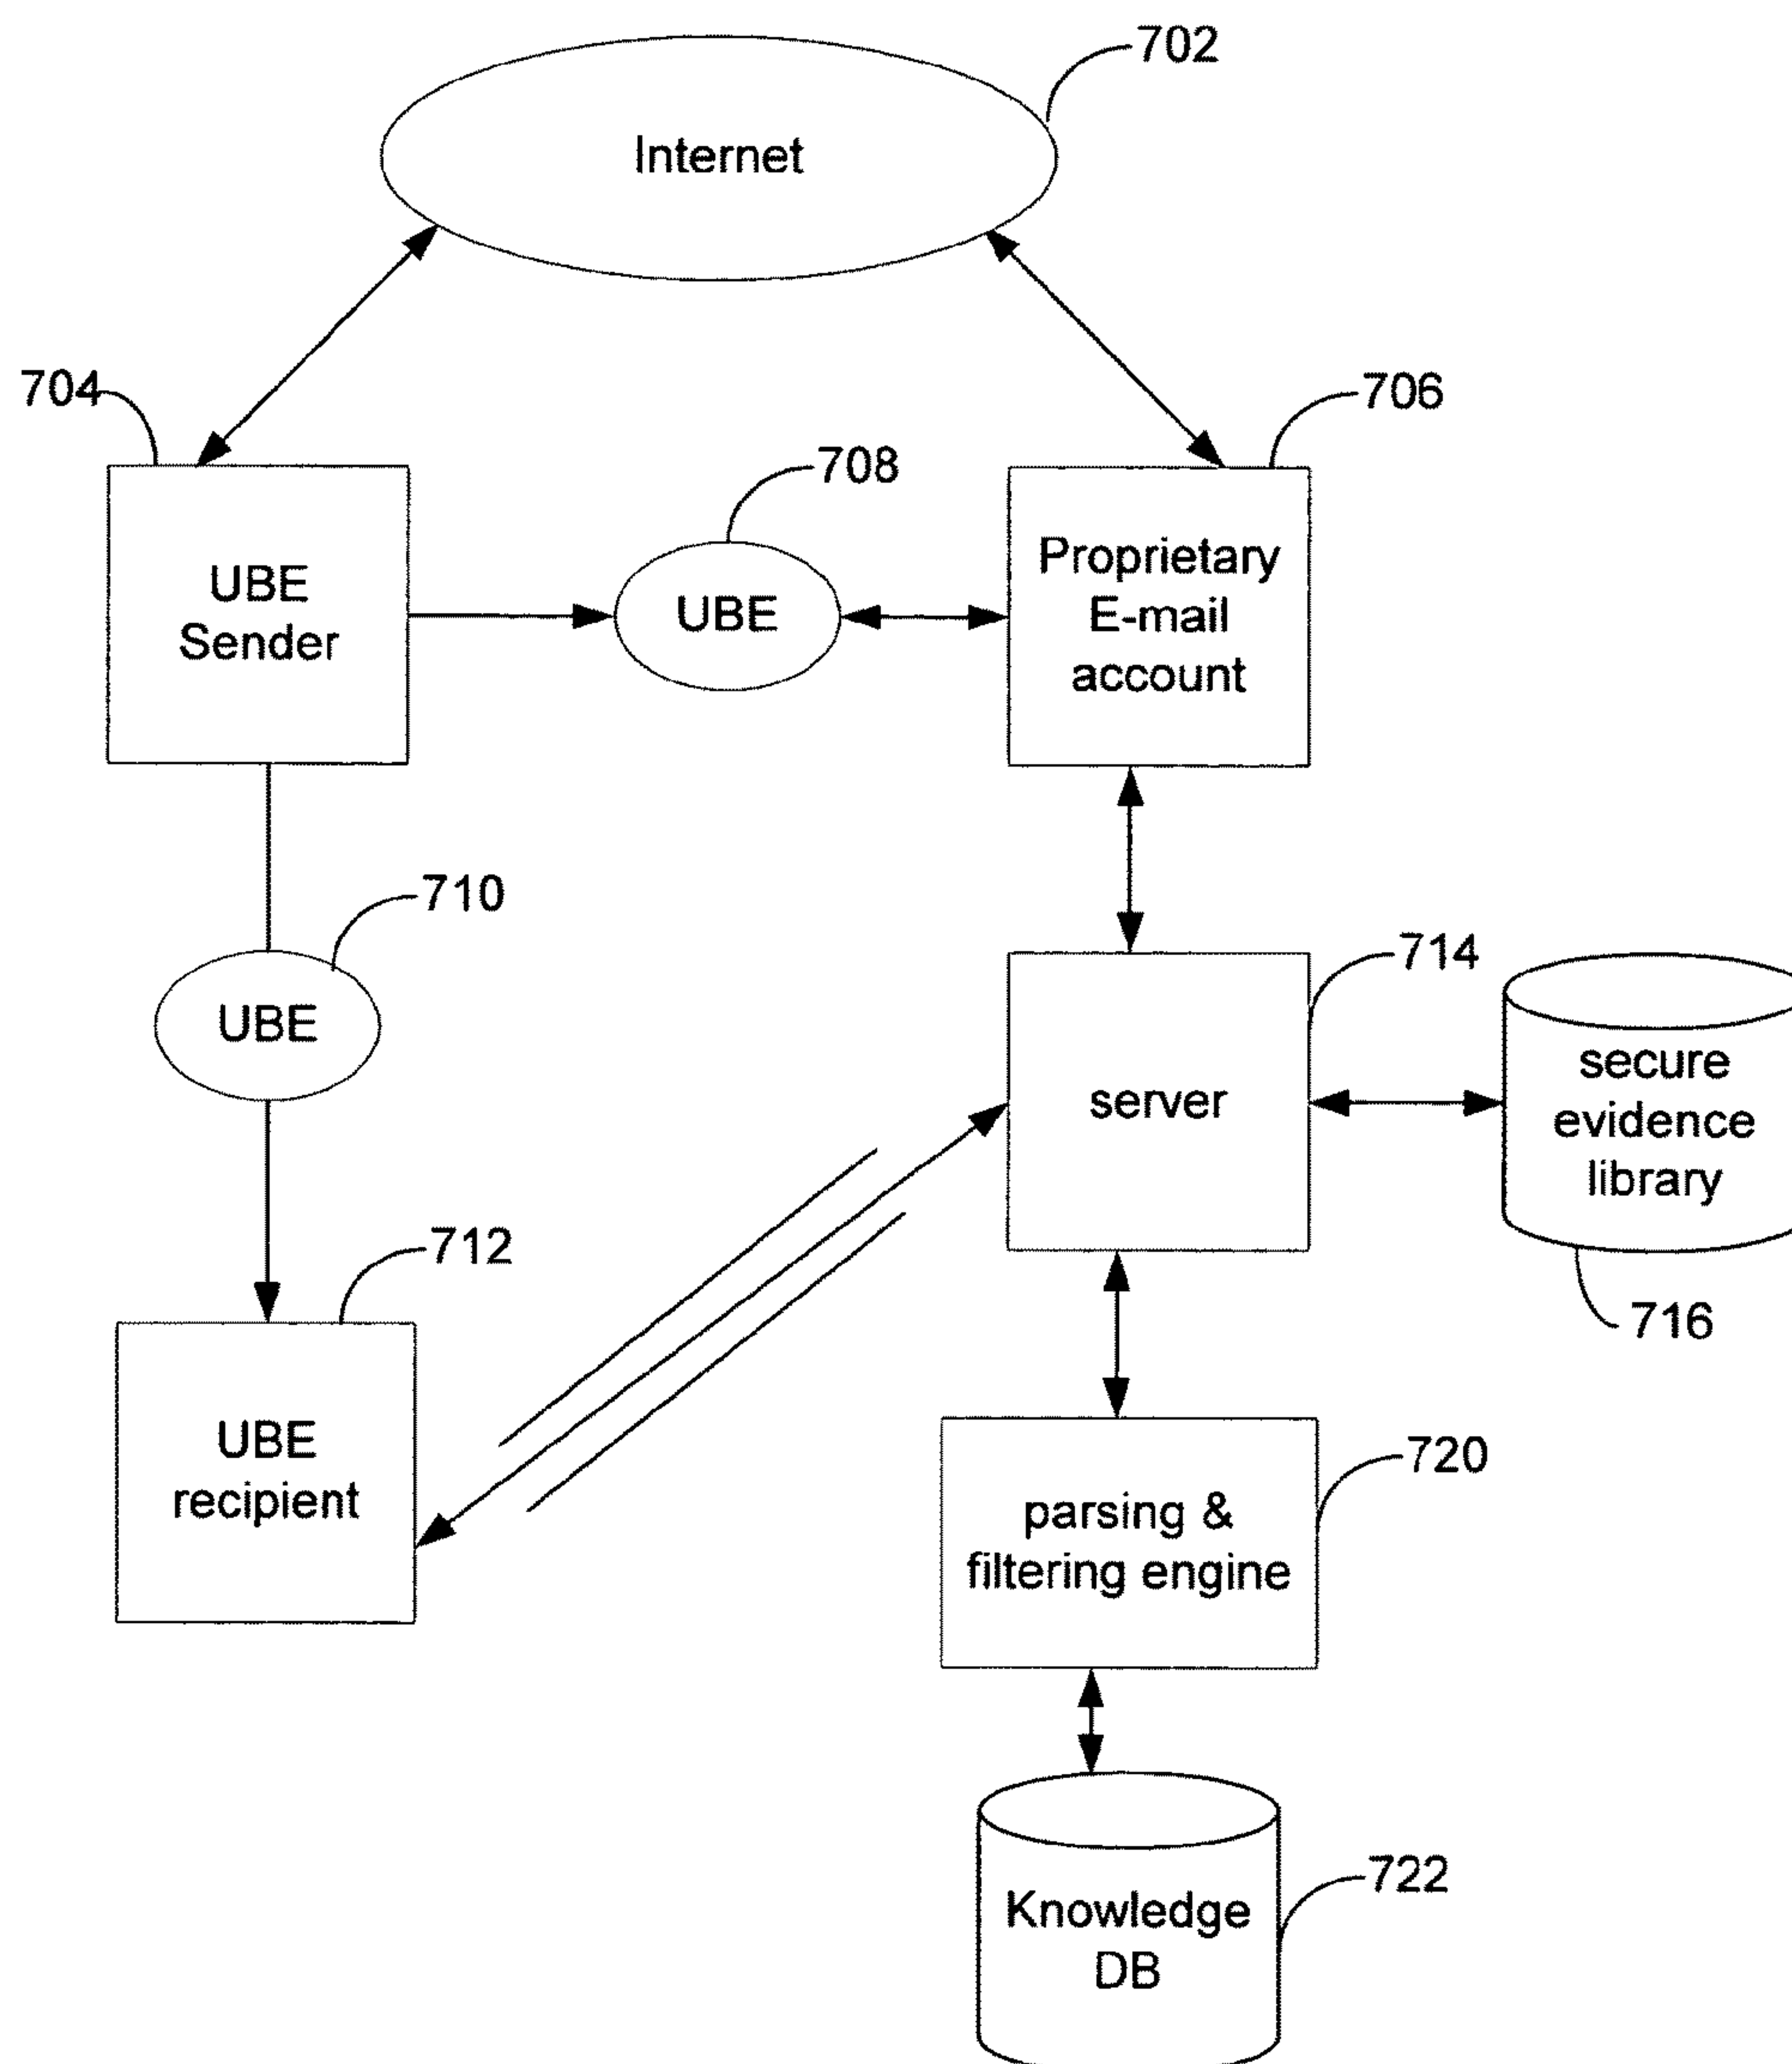 702
Internet
704
706
708
UBE
Sender
UBE
Proprietary
E-mail
account
710
UBE
714
server
secure
evidence
library
716
712
UBE
recipient
720
parsing &
filtering engine
722
Knowledge
DB